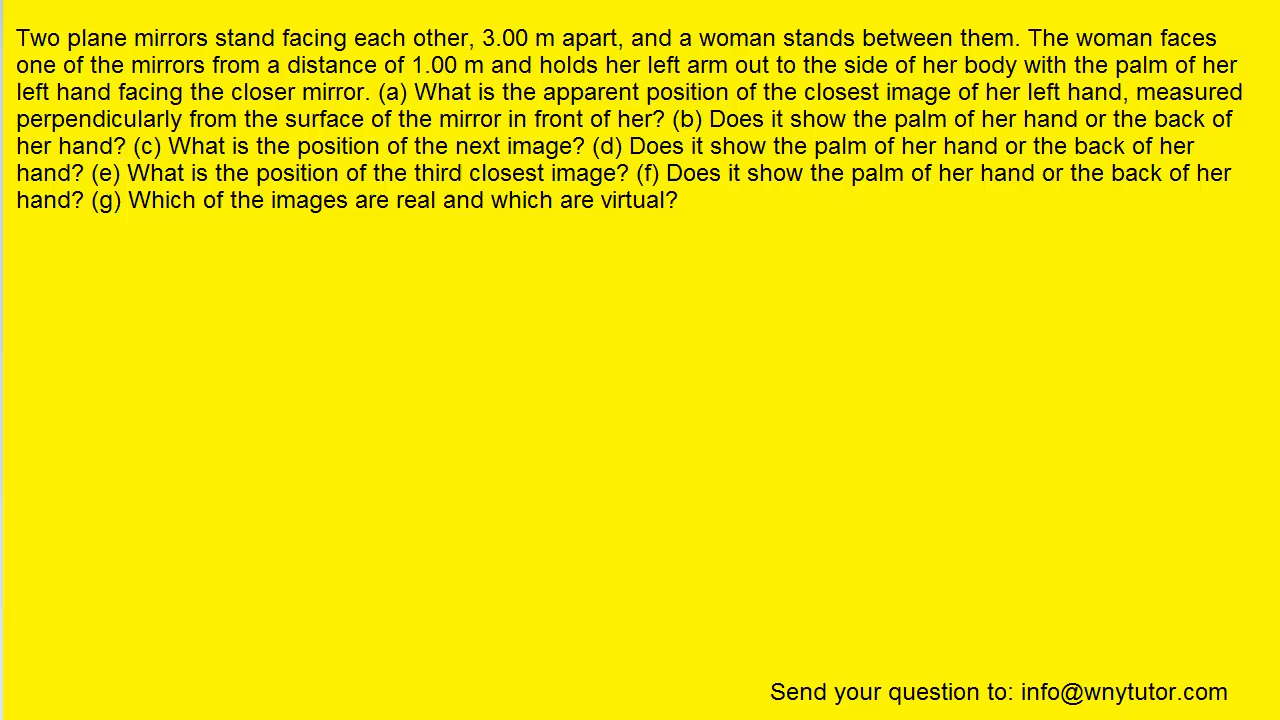 Two plane mirrors stand facing each other, 3.00 m apart, and a woman stands between them. The woman faces
one of the mirrors from a distance of 1.00 m and holds her left arm out to the side of her body with the palm of her
left hand facing the closer mirror. (a) What is the apparent position of the closest image of her left hand, measured
perpendicularly from the surface of the mirror in front of her? (b) Does it show the palm of her hand or the back of
her hand? (c) What is the position of the next image? (d) Does it show the palm of her hand or the back of her
hand? (e) What is the position of the third closest image? (f) Does it show the palm of her hand or the back of her
hand? (g) Which of the images are real and which are virtual?
Send your question to: info@wnytutor.com